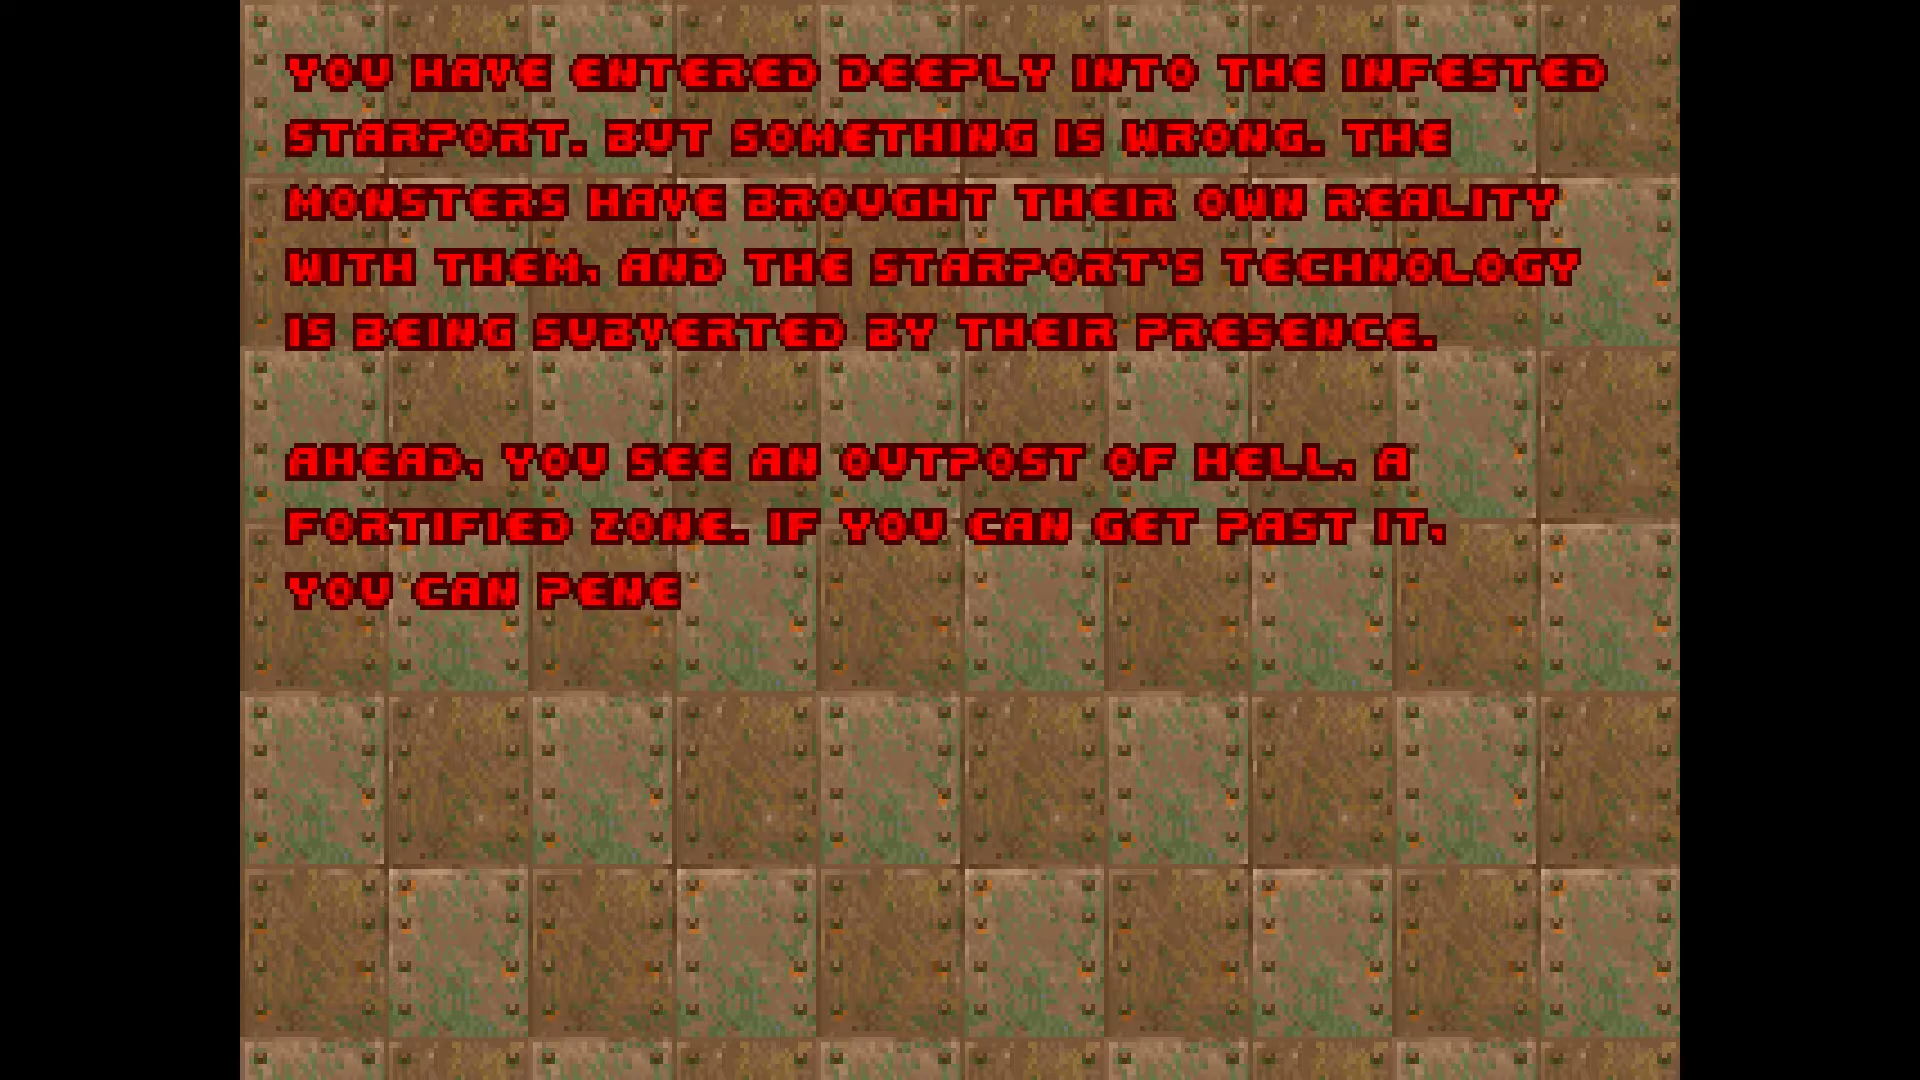 YOU HAVE ENTERED DEEPLY INTO THE INFESTED
STARPORT. BUT SOMETHING IS WRONG. THE
MONSTERS HAVE BROUGHT THEIR OWN REALITY
WITH THEM, AND THE STARPORT'S TECHNOLOGY
IS BEING SUBVERTED BY THEIR PRESENCE.
AHEAD, YOU SEE AN OUTPOST OF HELL, A
FORTIFIED ZONE. IF YOU CAN GET PAST IT,
YOU CAN PENE